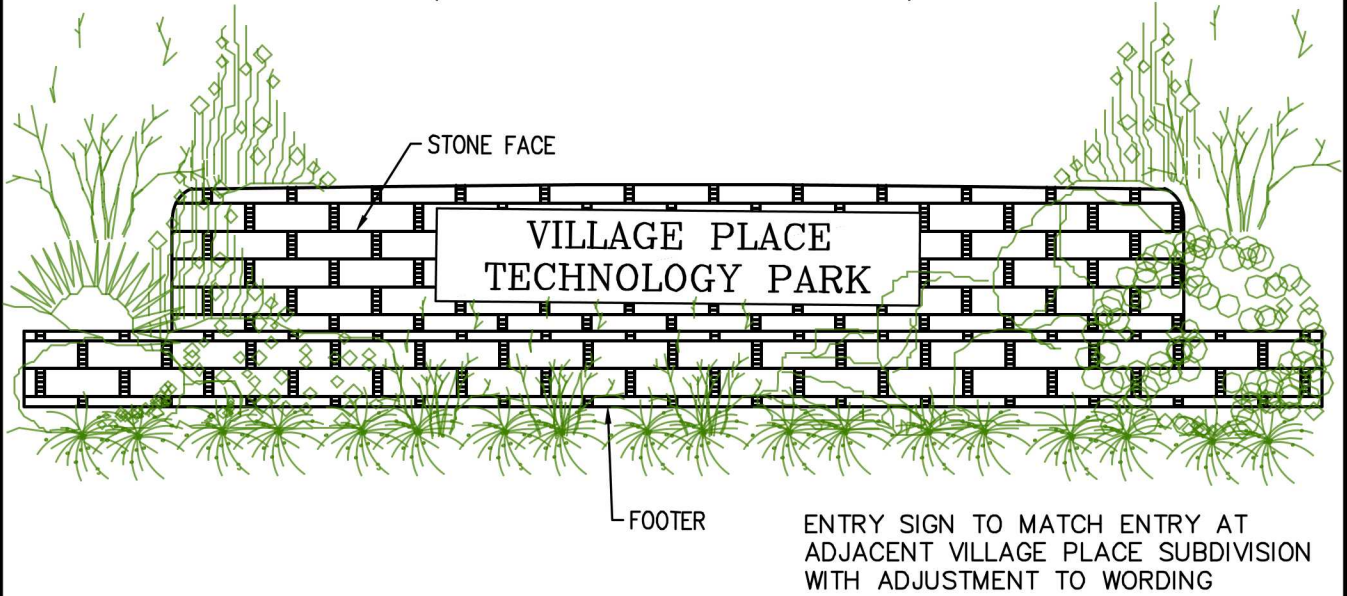 STONE FACE
VILLAGE PLACE
TECHNOLOGY PARK
FOOTER
ENTRY SIGN TO MATCH ENTRY AT
ADJACENT VILLAGE PLACE SUBDIVISION
WITH ADJUSTMENT TO WORDING